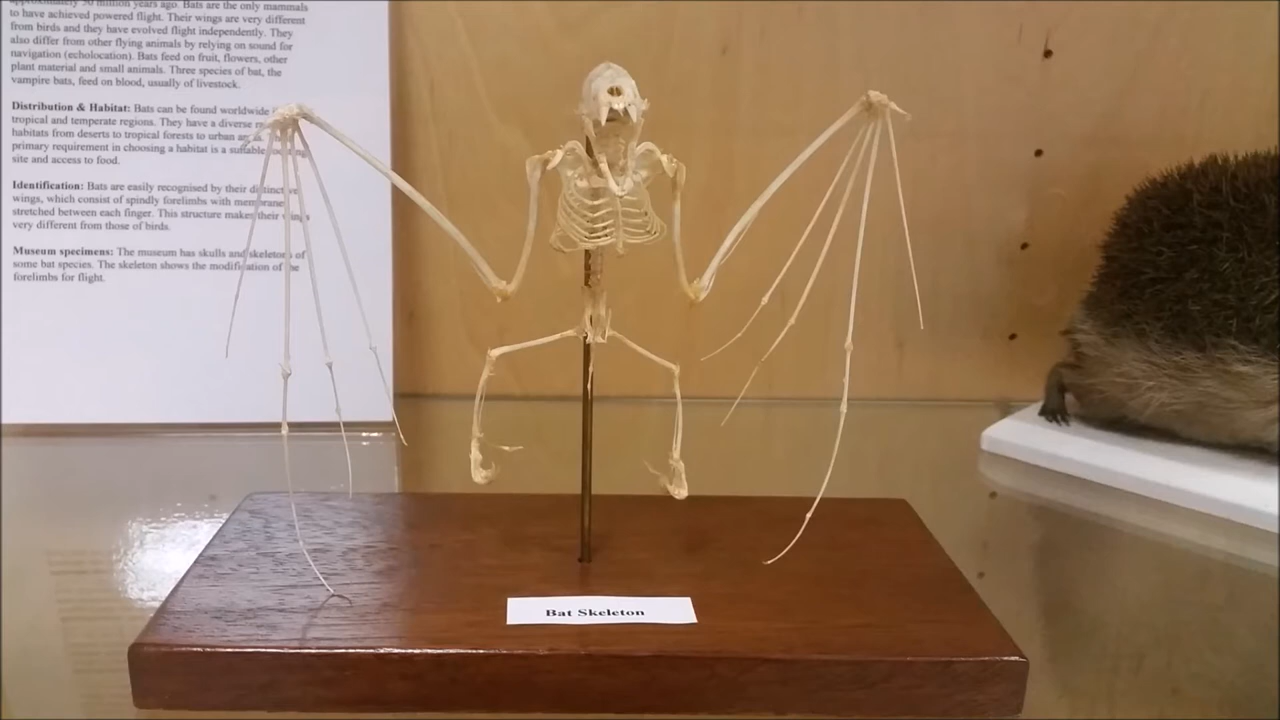 approximately 50 million years ago. Bats are the only mammals
to have achieved powered flight. Their wings are very different
from birds and they have evolved flight independently. They
also differ from other flying animals by relying on sound for
navigation (echolocation). Bats feed on fruit, flowers, other
plant material and small animals. Three species of bat, the
vampire bats, feed on blood, usually of livestock.
Distribution & Habitat: Bats can be found worldwide
tropical and temperate regions. They have a diverse
habitats from deserts to tropical forests to urban
primary requirement in choosing a habitat is a suitable
site and access to food.
Identification: Bats are easily recognised by their distinctive
wings, which consist of spindly forelimbs with membrane
stretched between each finger. This structure makes their wings
very different from those of birds.
Museum specimens: The museum has skulls and skeletons of
some bat species. The skeleton shows the modification of the
forelimbs for flight.
Bat Skeleton